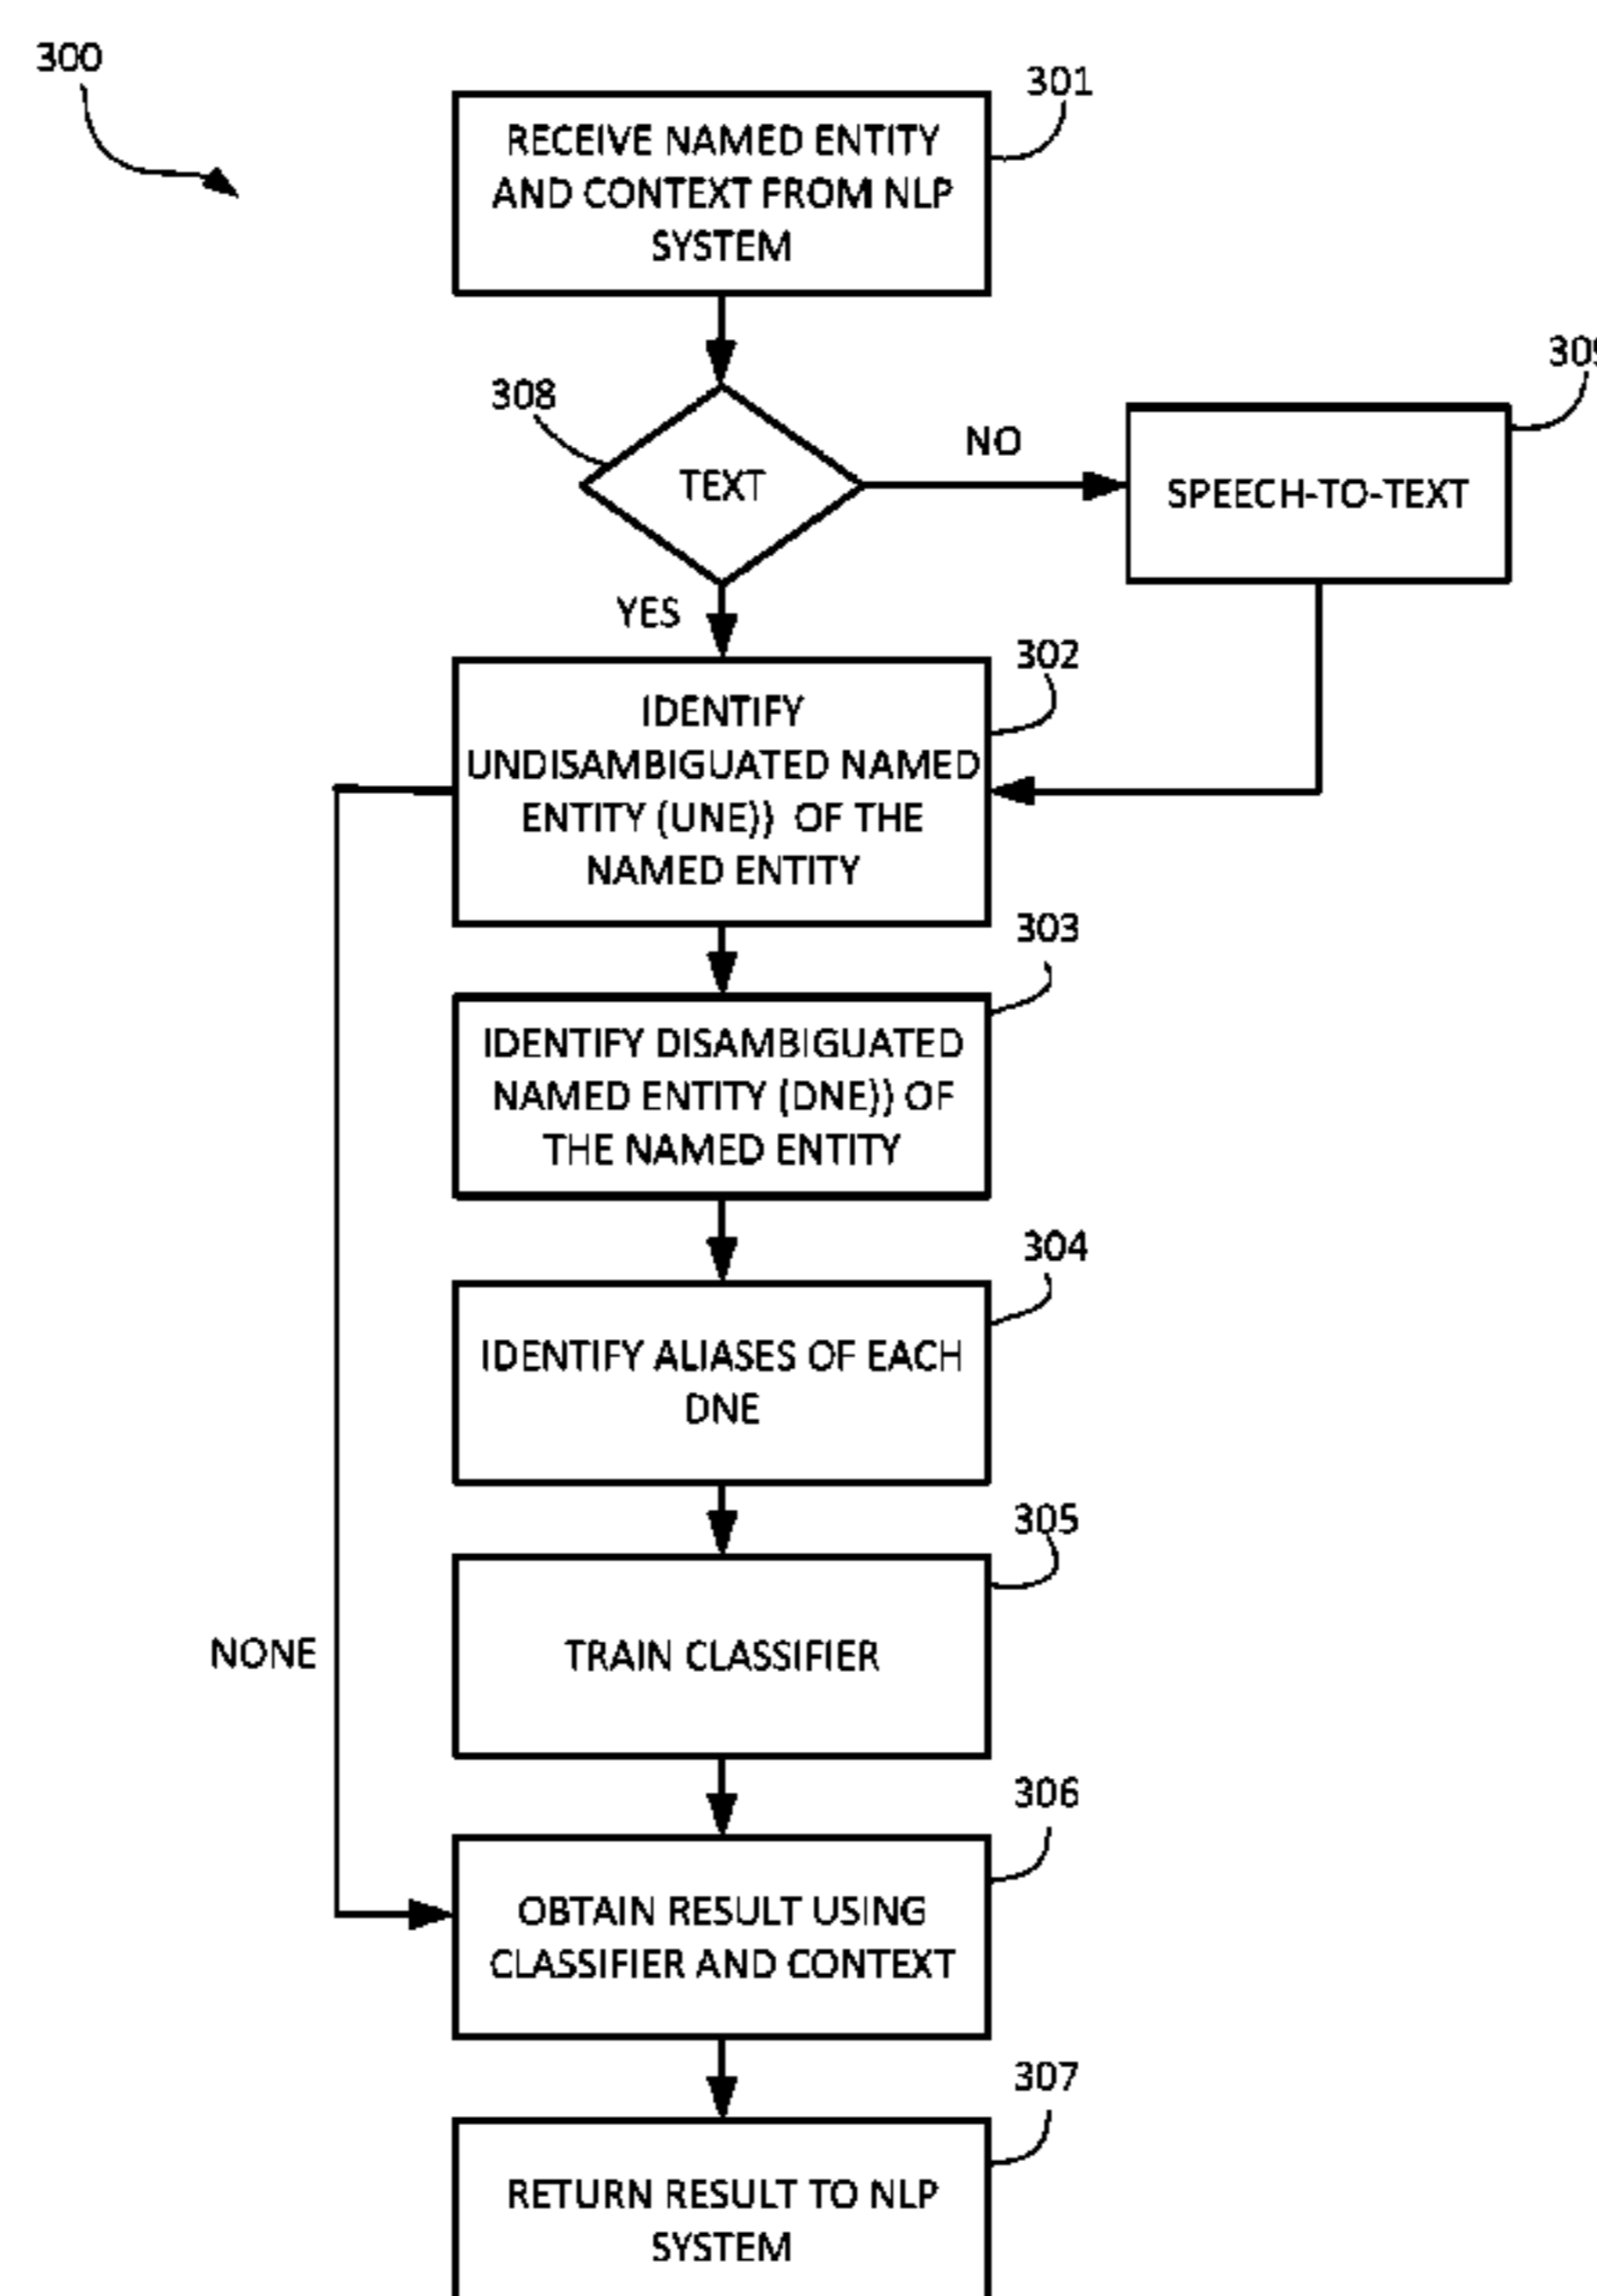 300
301
RECEIVE NAMED ENTITY
AND CONTEXT FROM NLP
SYSTEM
308
TEXT
NO
309
SPEECH-TO-TEXT
YES
302
IDENTIFY
UNDISAMBIGUATED NAMED
ENTITY (UNE)) OF THE
NAMED ENTITY
303
IDENTIFY DISAMBIGUATED
NAMED ENTITY (DNE)) OF
THE NAMED ENTITY
304
IDENTIFY ALIASES OF EACH
DNE
305
TRAIN CLASSIFIER
NONE
306
OBTAIN RESULT USING
CLASSIFIER AND CONTEXT
307
RETURN RESULT TO NLP
SYSTEM